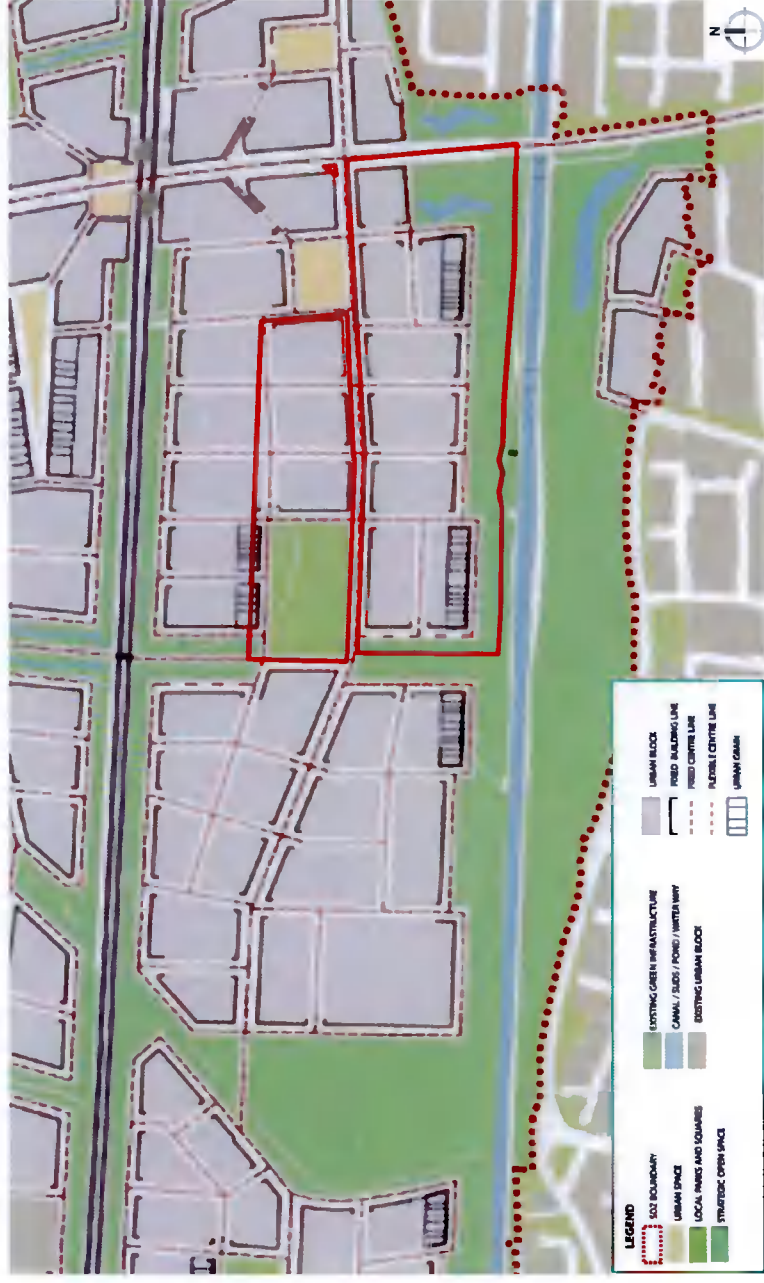 N
LEGEND
SDZ BOUNDARY
URBAN SPACE
LOCAL PARKS AND SQUARES
STRATEGIC OPEN SPACE
EXISTING GREEN INFRASTRUCTURE
CANAL / SUDS / POND / WATER WAY
EXISTING URBAN BLOCK
URBAN BLOCK
FIXED BUILDING LINE
FIXED CENTRE LINE
FLEXIBLE CENTRE LINE
URBAN GRAIN